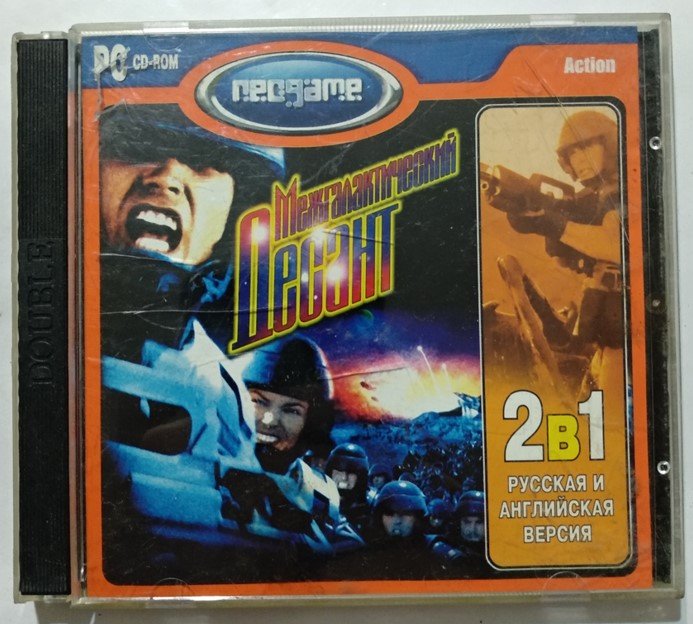 PC CD-ROM
neogame
Action
Межгалактический
Десант
DOUBLE
2в1
РУССКАЯ И
АНГЛИЙСКАЯ
ВЕРСИЯ